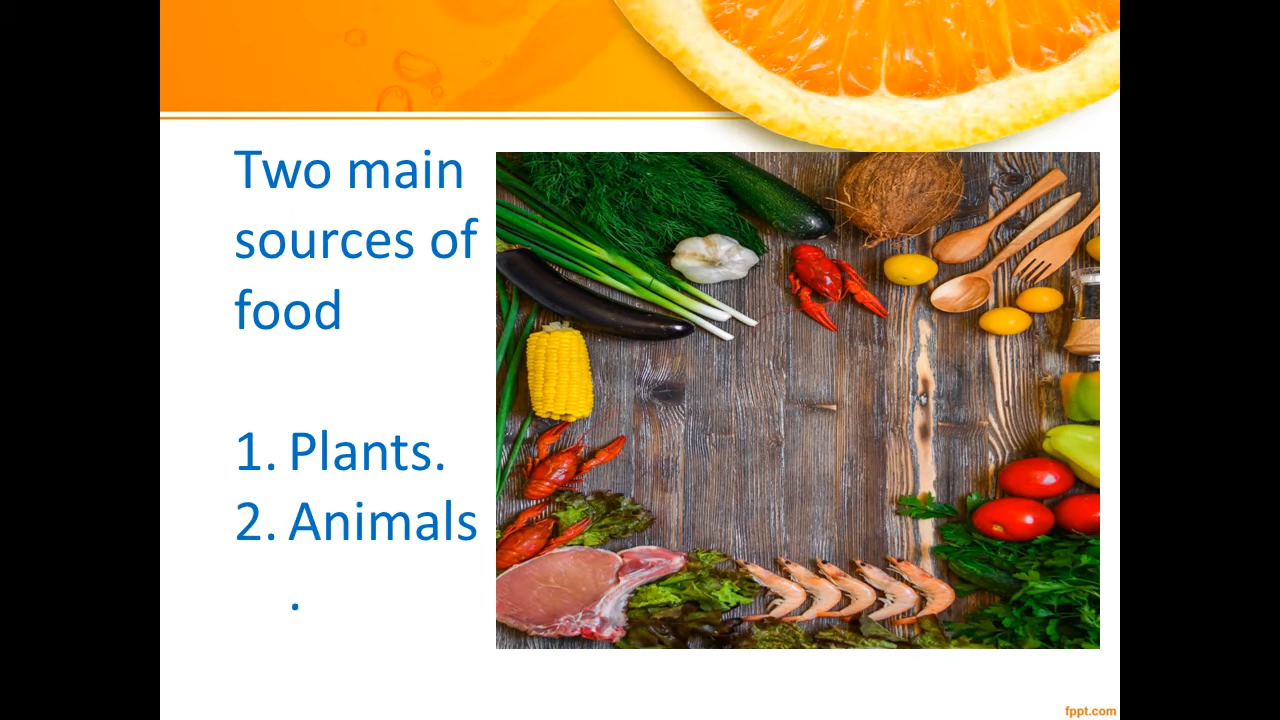 Two main
sources of
food
1. Plants.
2. Animals
.
fppt.com